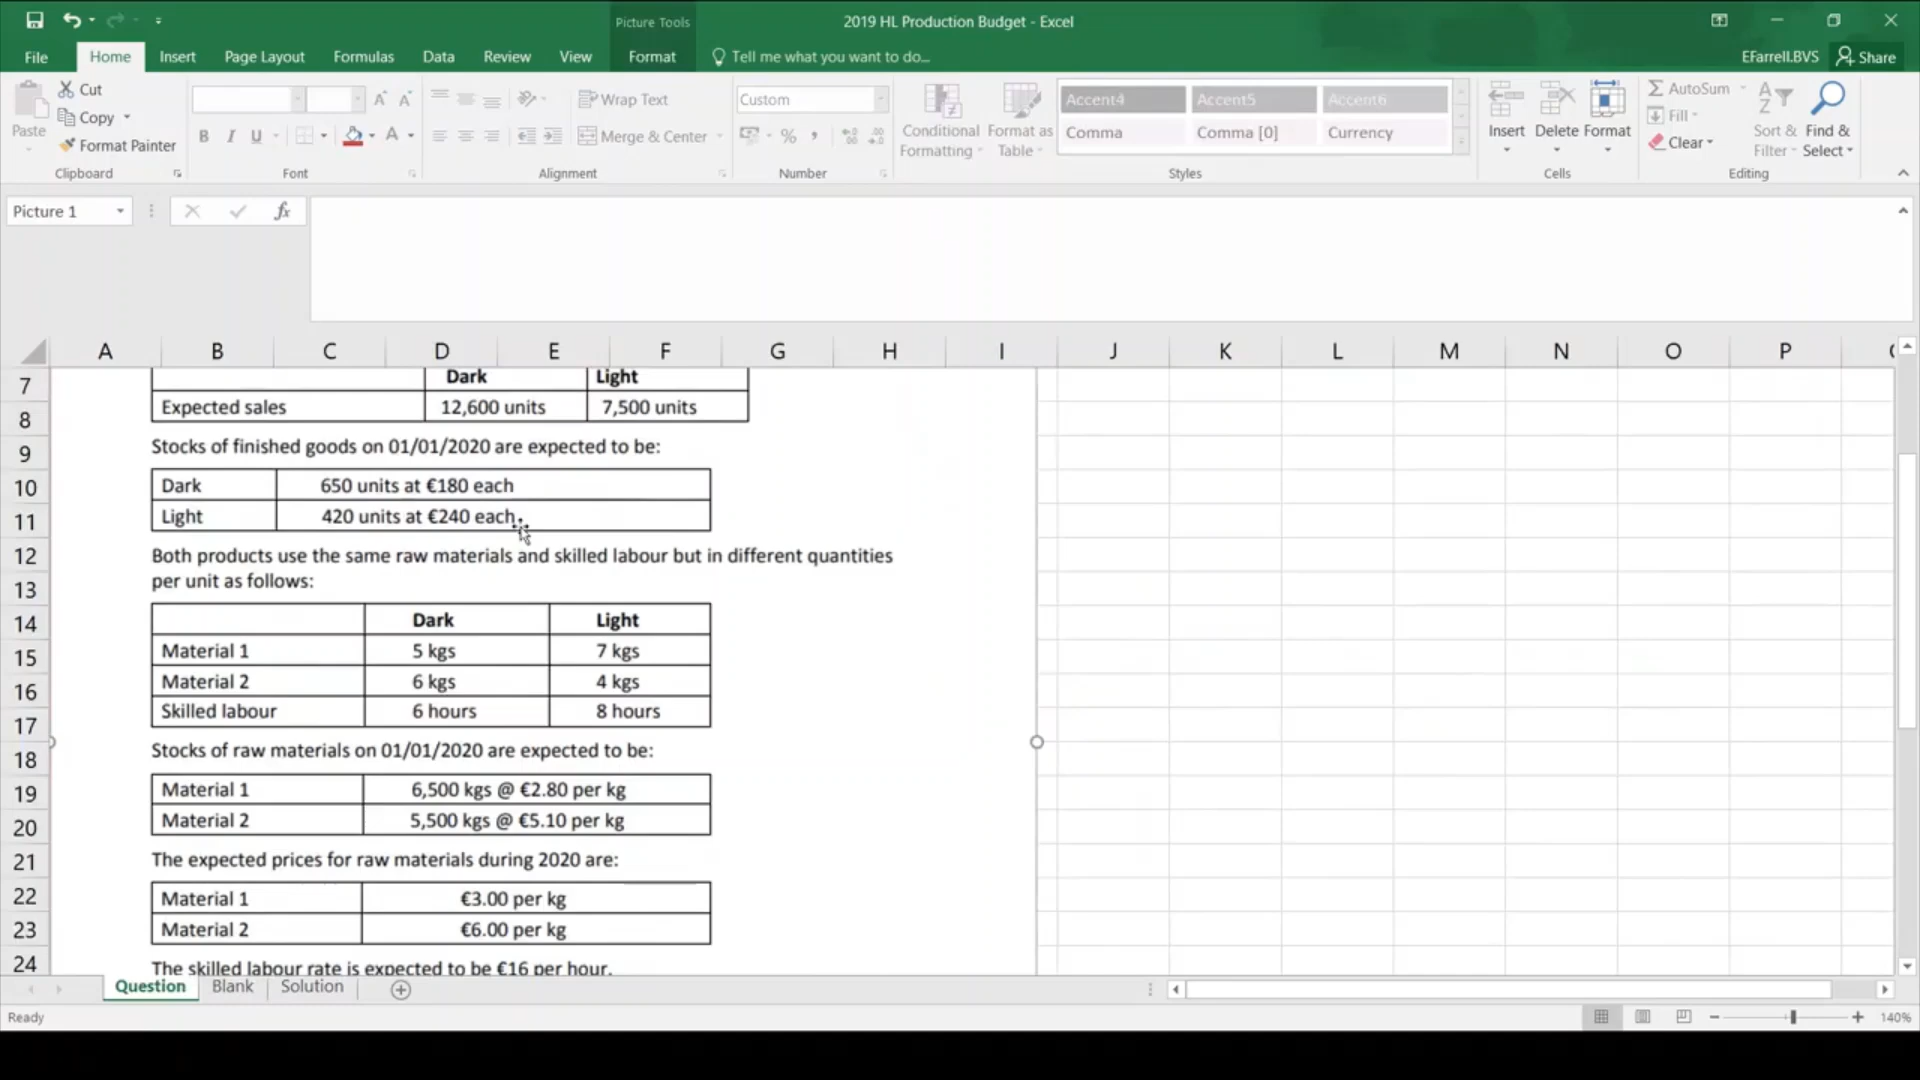 Picture Tools
2019 HL Production Budget - Excel
File Home Insert Page Layout Formulas Data Review View Format Tell me what you want to do... EFarrell.BVS Share
Cut
Copy
Format Painter
Paste
Clipboard
B I U A A A
Font
Wrap Text
Merge & Center
Alignment
Custom
% ,
Number
Conditional Formatting
Format as Table
Accent4 Accent5 Accent6
Comma Comma [0] Currency
Styles
Insert Delete Format
Cells
AutoSum
Fill
Clear
Sort & Filter
Find & Select
Editing
Picture 1 fx
A B C D E F G H I J K L M N O P
7
8
9
10
11
12
13
14
15
16
17
18
19
20
21
22
23
24
Dark Light
Expected sales 12,600 units 7,500 units
Stocks of finished goods on 01/01/2020 are expected to be:
Dark 650 units at €180 each
Light 420 units at €240 each
Both products use the same raw materials and skilled labour but in different quantities
per unit as follows:
Dark Light
Material 1 5 kgs 7 kgs
Material 2 6 kgs 4 kgs
Skilled labour 6 hours 8 hours
Stocks of raw materials on 01/01/2020 are expected to be:
Material 1 6,500 kgs @ €2.80 per kg
Material 2 5,500 kgs @ €5.10 per kg
The expected prices for raw materials during 2020 are:
Material 1 €3.00 per kg
Material 2 €6.00 per kg
The skilled labour rate is expected to be €16 per hour.
Question Blank Solution
Ready 140%